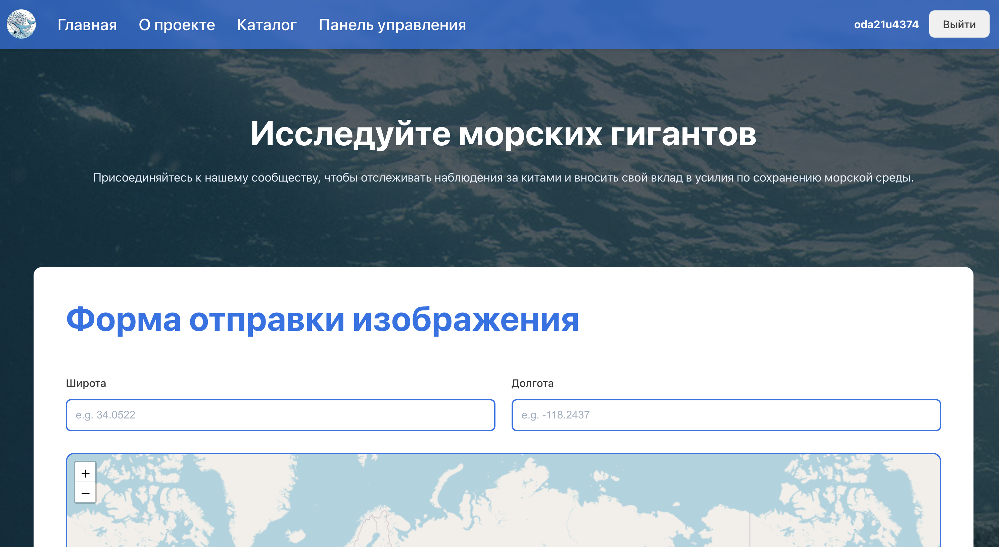 Главная
О проекте
Каталог
Панель управления
oda21u4374
Выйти
Исследуйте морских гигантов
Присоединяйтесь к нашему сообществу, чтобы отслеживать наблюдения за китами и вносить свой вклад в усилия по сохранению морской среды.
Форма отправки изображения
Широта
Долгота
e.g. 34.0522
e.g. -118.2437
+
−